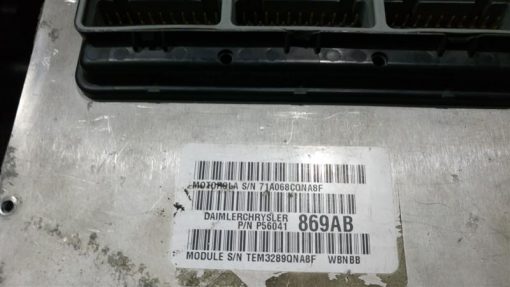 MOTOROLA S/N 71A068CQNA8F
DAIMLERCHRYSLER
P/N P56041 869AB
MODULE S/N TEM3289QNA8F WBNBB